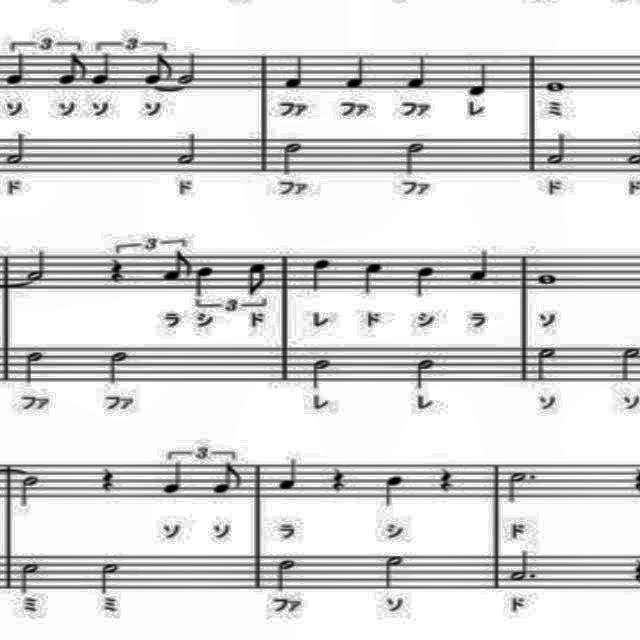 3 3
ソ ソ ソ ソ ファ ファ ファ レ ミ
ド ド ファ ファ ド ド
3
3
ラ シ ド レ ド シ ラ ソ
ファ ファ レ レ ソ ソ
3
ソ ソ ラ シ ド
ミ ミ ファ ソ ド